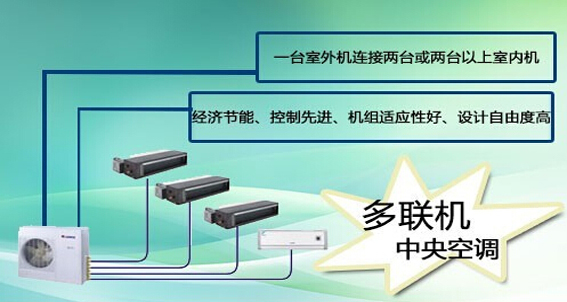 一台室外机连接两台或两台以上室内机
经济节能、控制先进、机组适应性好、设计自由度高
多联机
中央空调